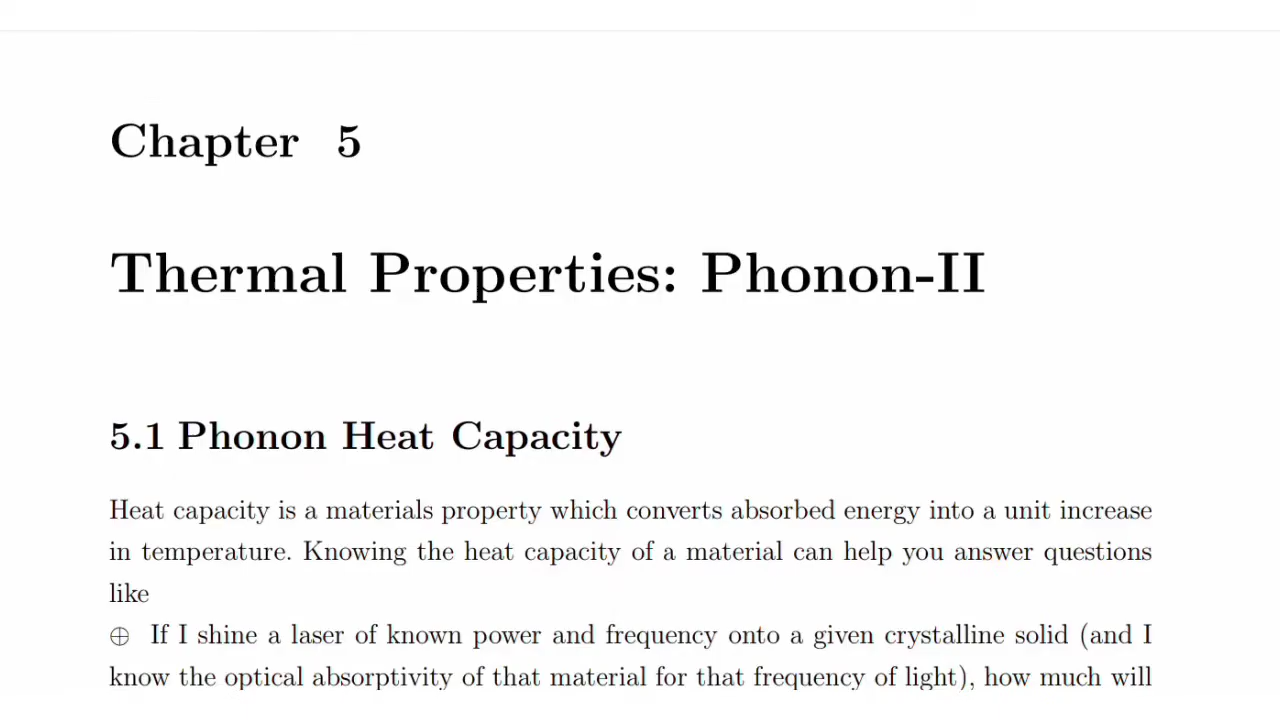 Chapter 5
Thermal Properties: Phonon-II
5.1 Phonon Heat Capacity
Heat capacity is a materials property which converts absorbed energy into a unit increase
in temperature. Knowing the heat capacity of a material can help you answer questions
like
⊕ If I shine a laser of known power and frequency onto a given crystalline solid (and I
know the optical absorptivity of that material for that frequency of light), how much will